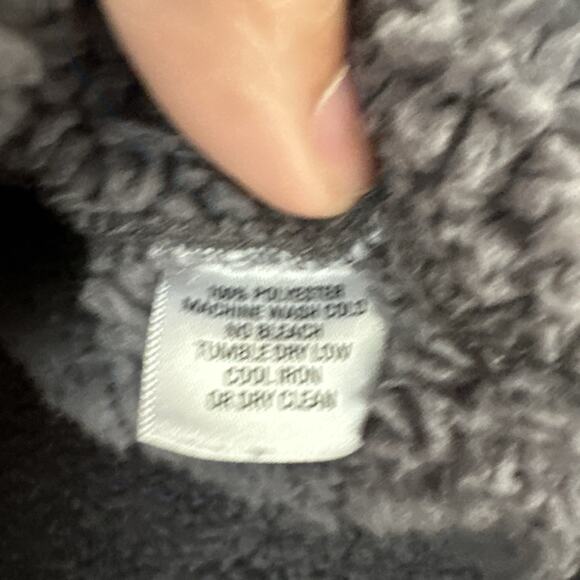 100% POLYESTER
MACHINE WASH COLD
NO BLEACH
TUMBLE DRY LOW
COOL IRON
OR DRY CLEAN